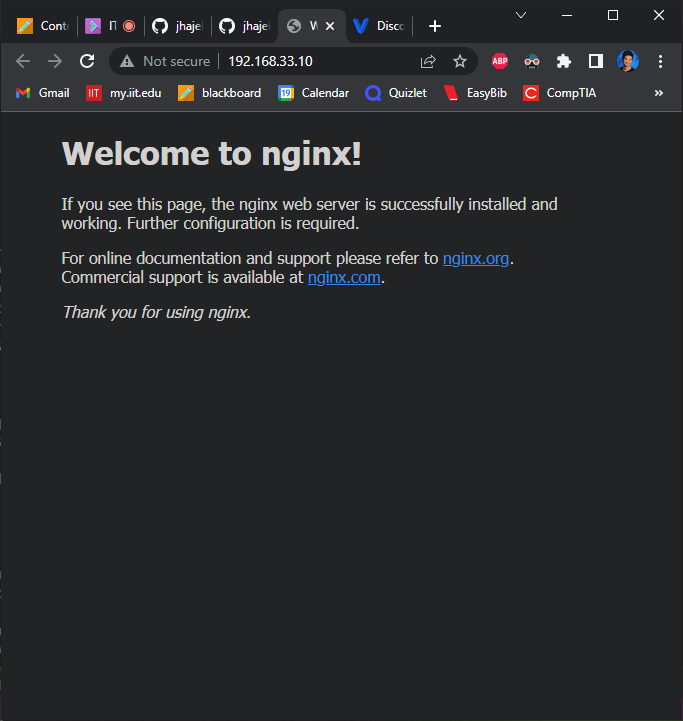 Conte
IT
jhajel
jhajel
W
Disco
Not secure 192.168.33.10
ABP
Gmail
IIT my.iit.edu
blackboard
19 Calendar
Quizlet
EasyBib
C CompTIA
»
Welcome to nginx!
If you see this page, the nginx web server is successfully installed and
working. Further configuration is required.
For online documentation and support please refer to nginx.org.
Commercial support is available at nginx.com.
Thank you for using nginx.